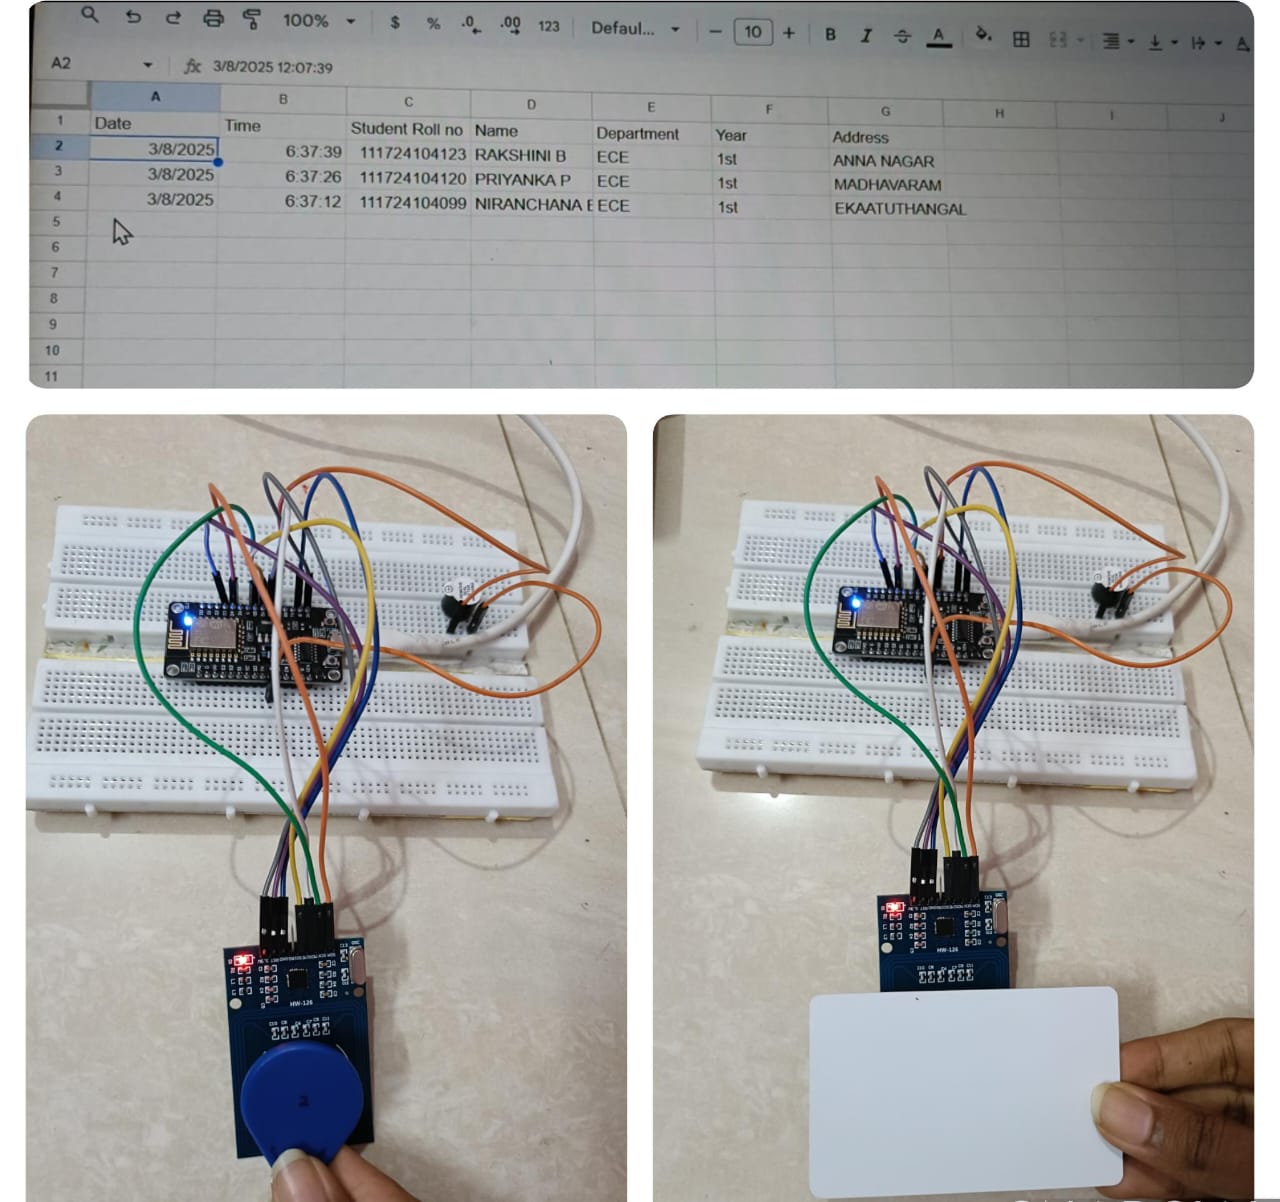 100% $ % .0 .00 123 Defaul... − 10 + B I A
A2 fx 3/8/2025 12:07:39
A B C D E F G H I J
1 Date Time Student Roll no Name Department Year Address
2 3/8/2025 6:37:39 111724104123 RAKSHINI B ECE 1st ANNA NAGAR
3 3/8/2025 6:37:26 111724104120 PRIYANKA P ECE 1st MADHAVARAM
4 3/8/2025 6:37:12 111724104099 NIRANCHANA ECE 1st EKAATUTHANGAL
5
6
7
8
9
10
11
HW-126
HW-126